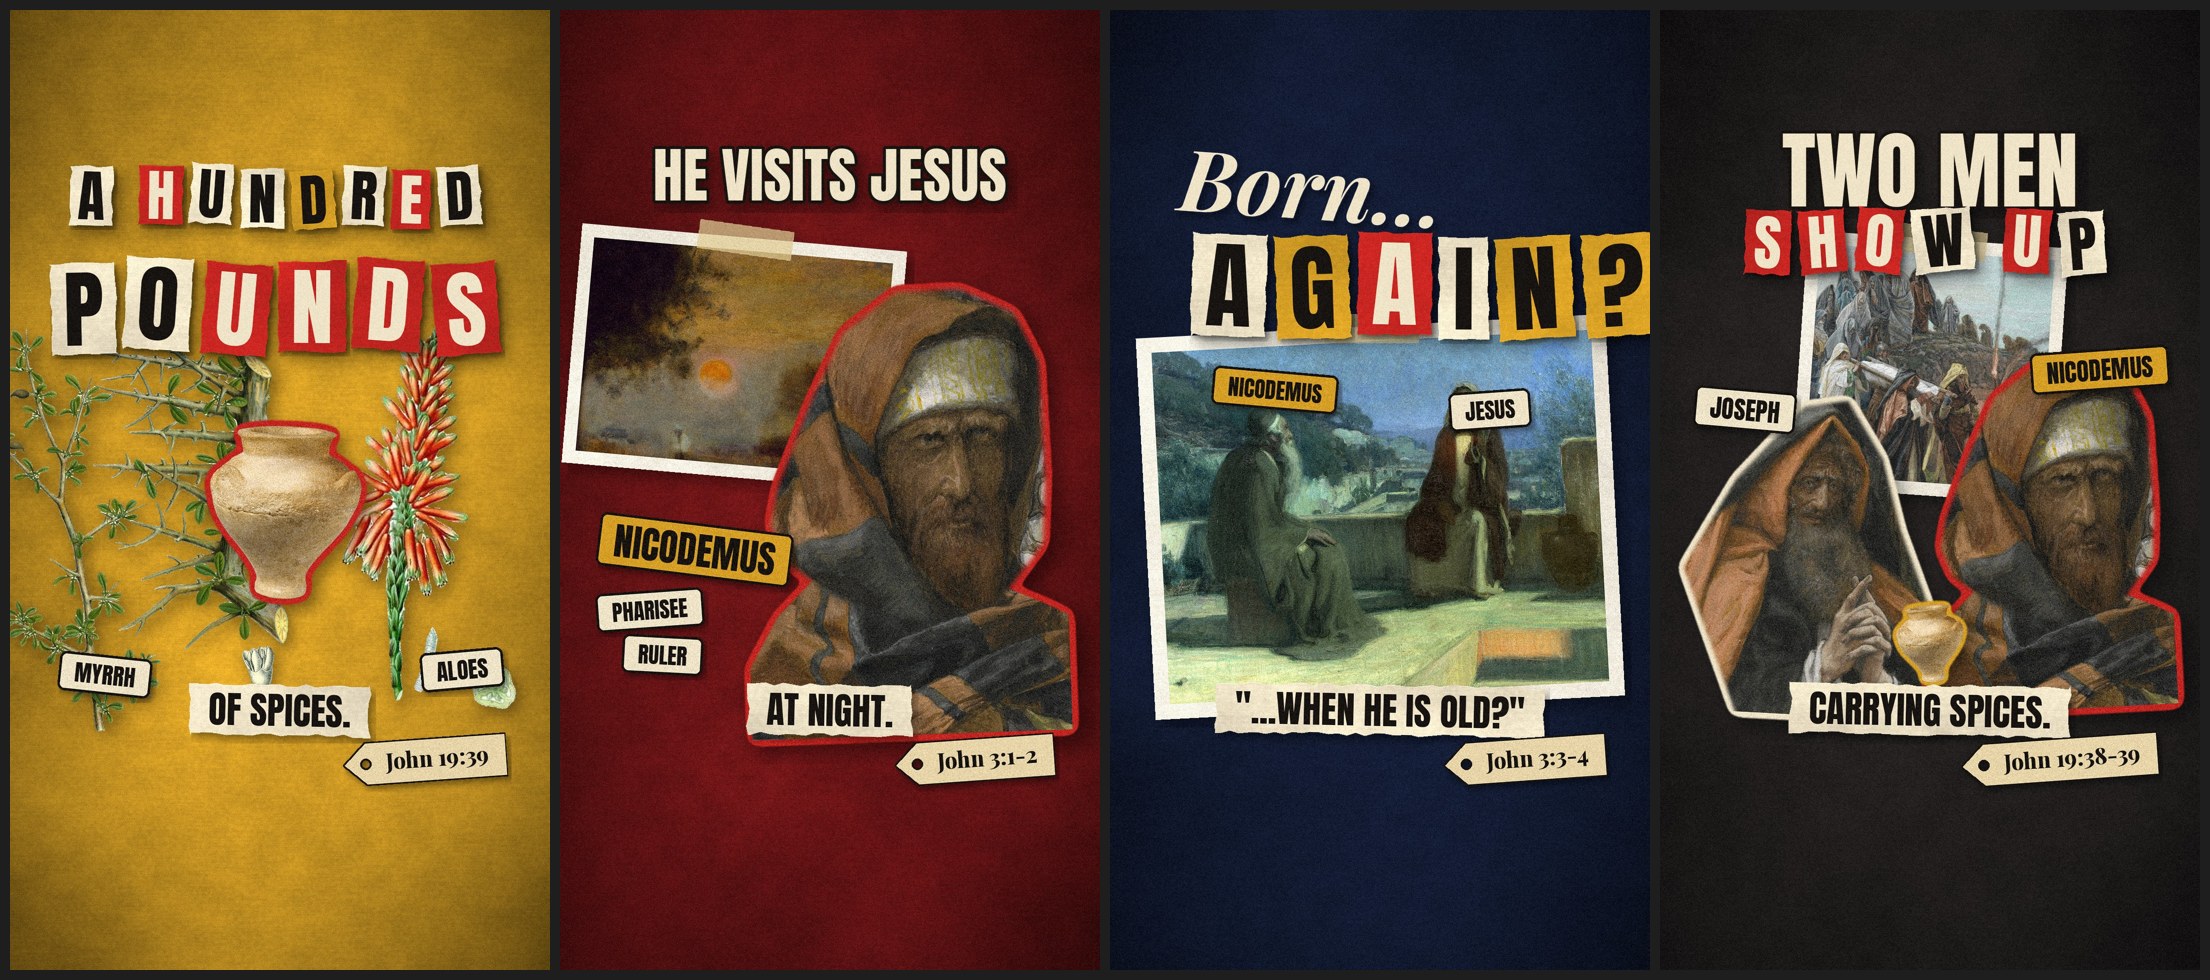 A HUNDRED
POUNDS
MYRRH
ALOES
OF SPICES.
John 19:39
HE VISITS JESUS
NICODEMUS
PHARISEE
RULER
AT NIGHT.
John 3:1-2
Born...
AGAIN?
NICODEMUS
JESUS
"...WHEN HE IS OLD?"
John 3:3-4
TWO MEN
SHOW UP
NICODEMUS
JOSEPH
CARRYING SPICES.
John 19:38-39